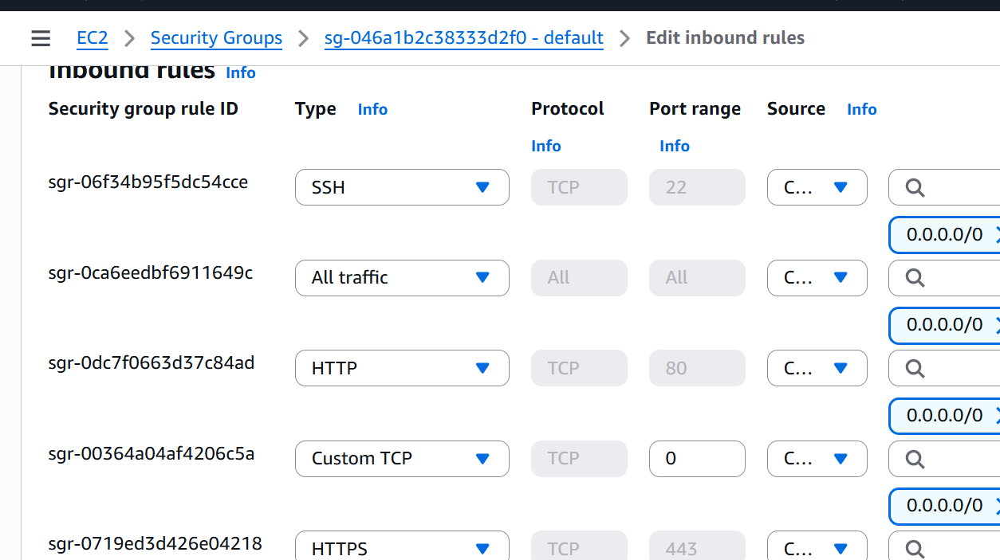 EC2 > Security Groups > sg-046a1b2c38333d2f0 - default > Edit inbound rules
Inbound rules Info
Security group rule ID Type Info Protocol Info Port range Info Source Info
sgr-06f34b95f5dc54cce SSH TCP 22 C...
0.0.0.0/0
sgr-0ca6eedbf6911649c All traffic All All C...
0.0.0.0/0
sgr-0dc7f0663d37c84ad HTTP TCP 80 C...
0.0.0.0/0
sgr-00364a04af4206c5a Custom TCP TCP 0 C...
0.0.0.0/0
sgr-0719ed3d426e04218 HTTPS TCP 443 C...